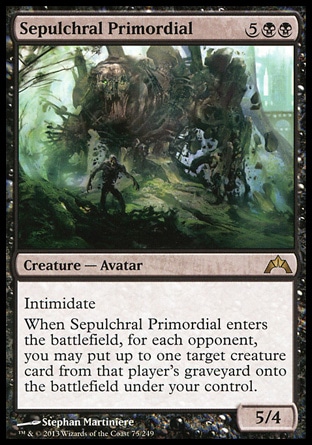 Sepulchral Primordial 5
Creature — Avatar
Intimidate
When Sepulchral Primordial enters
the battlefield, for each opponent,
you may put up to one target creature
card from that player's graveyard onto
the battlefield under your control.
Stephan Martiniere
™ & © 2013 Wizards of the Coast 75/249
5/4